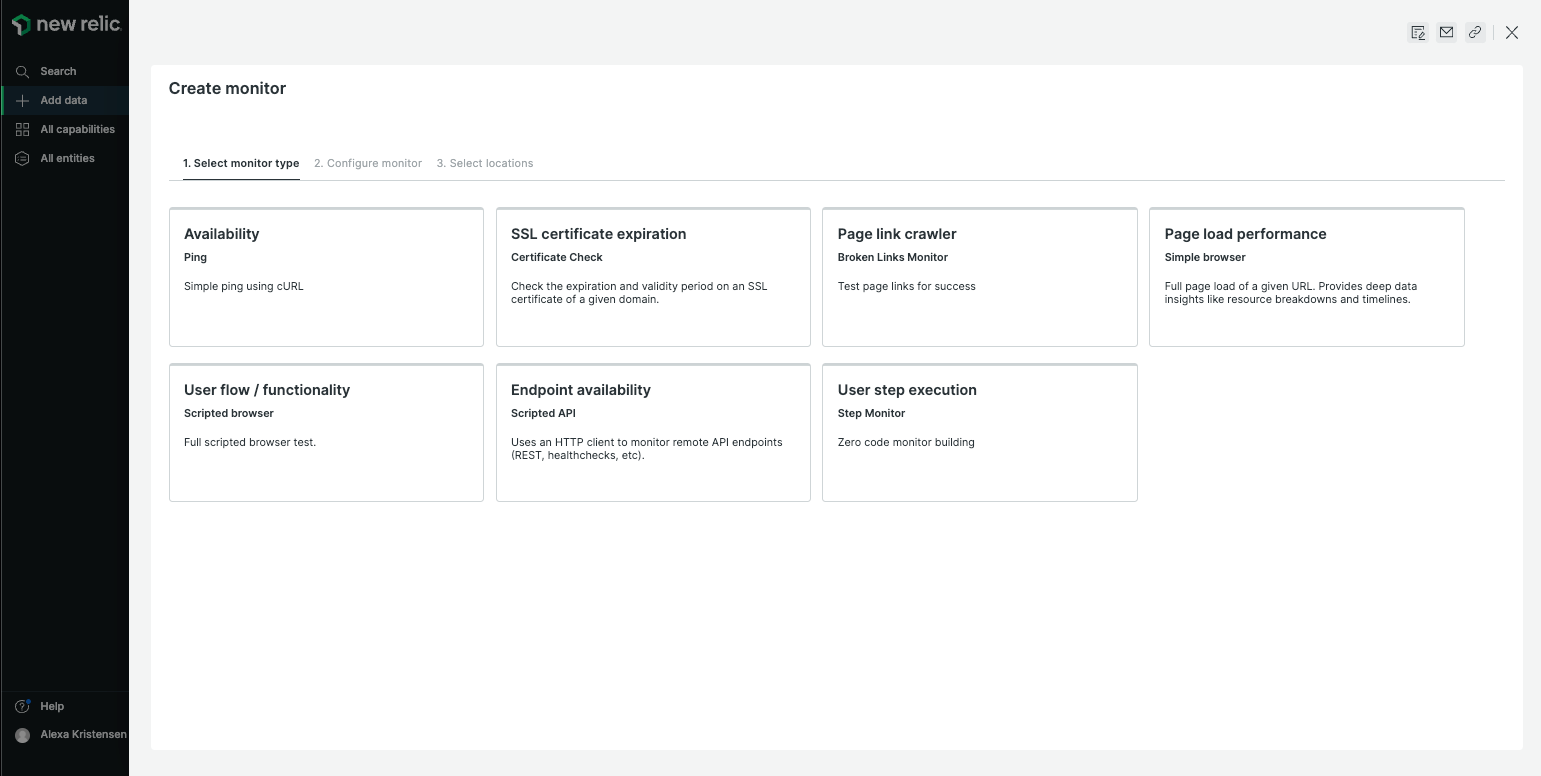 new relic
Search
Add data
All capabilities
All entities
Help
Alexa Kristensen
Create monitor
1. Select monitor type
2. Configure monitor
3. Select locations
Availability
Ping
Simple ping using cURL
SSL certificate expiration
Certificate Check
Check the expiration and validity period on an SSL
certificate of a given domain.
Page link crawler
Broken Links Monitor
Test page links for success
Page load performance
Simple browser
Full page load of a given URL. Provides deep data
insights like resource breakdowns and timelines.
User flow / functionality
Scripted browser
Full scripted browser test.
Endpoint availability
Scripted API
Uses an HTTP client to monitor remote API endpoints
(REST, healthchecks, etc).
User step execution
Step Monitor
Zero code monitor building